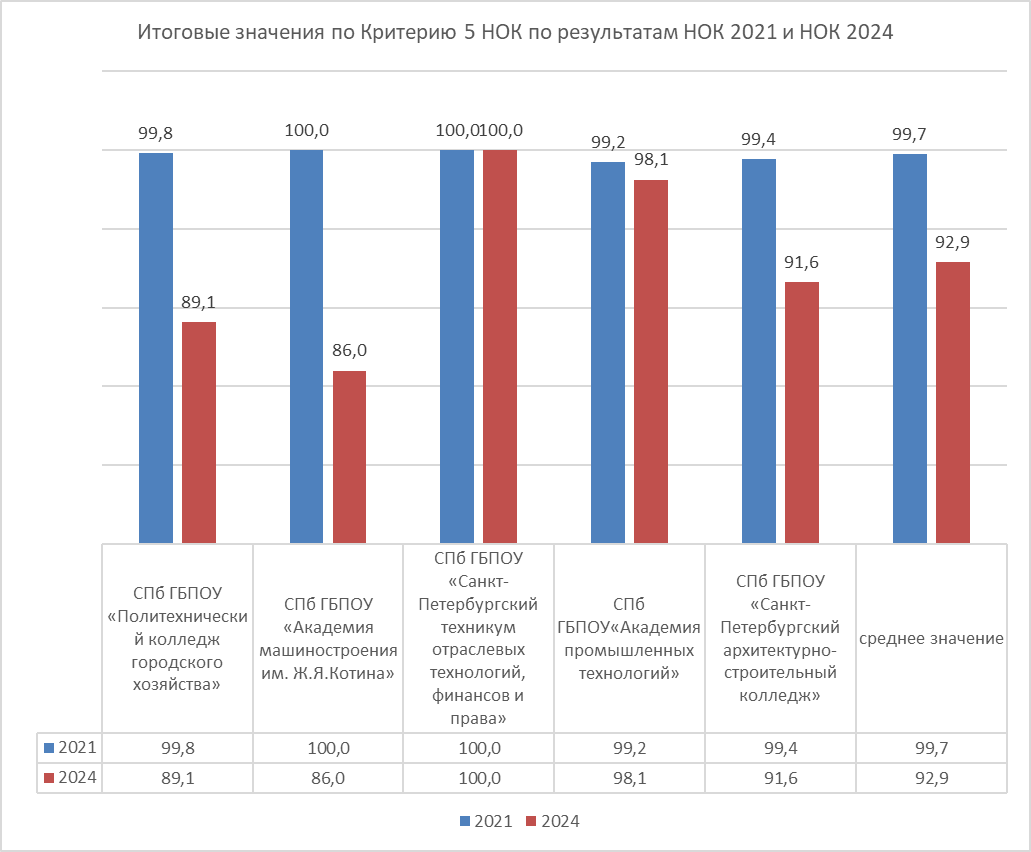 Итоговые значения по Критерию 5 НОК по результатам НОК 2021 и НОК 2024
99,8
89,1
100,0
86,0
100,0
100,0
99,2
98,1
99,4
91,6
99,7
92,9
СПб ГБПОУ
«Политехнически
й колледж
городского
хозяйства»
СПб ГБПОУ
«Академия
машиностроения
им. Ж.Я.Котина»
СПб ГБПОУ
«Санкт-
Петербургский
техникум
отраслевых
технологий,
финансов и
права»
СПб
ГБПОУ«Академия
промышленных
технологий»
СПб ГБПОУ
«Санкт-
Петербургский
архитектурно-
строительный
колледж»
среднее значение
2021 99,8 100,0 100,0 99,2 99,4 99,7
2024 89,1 86,0 100,0 98,1 91,6 92,9
2021 2024